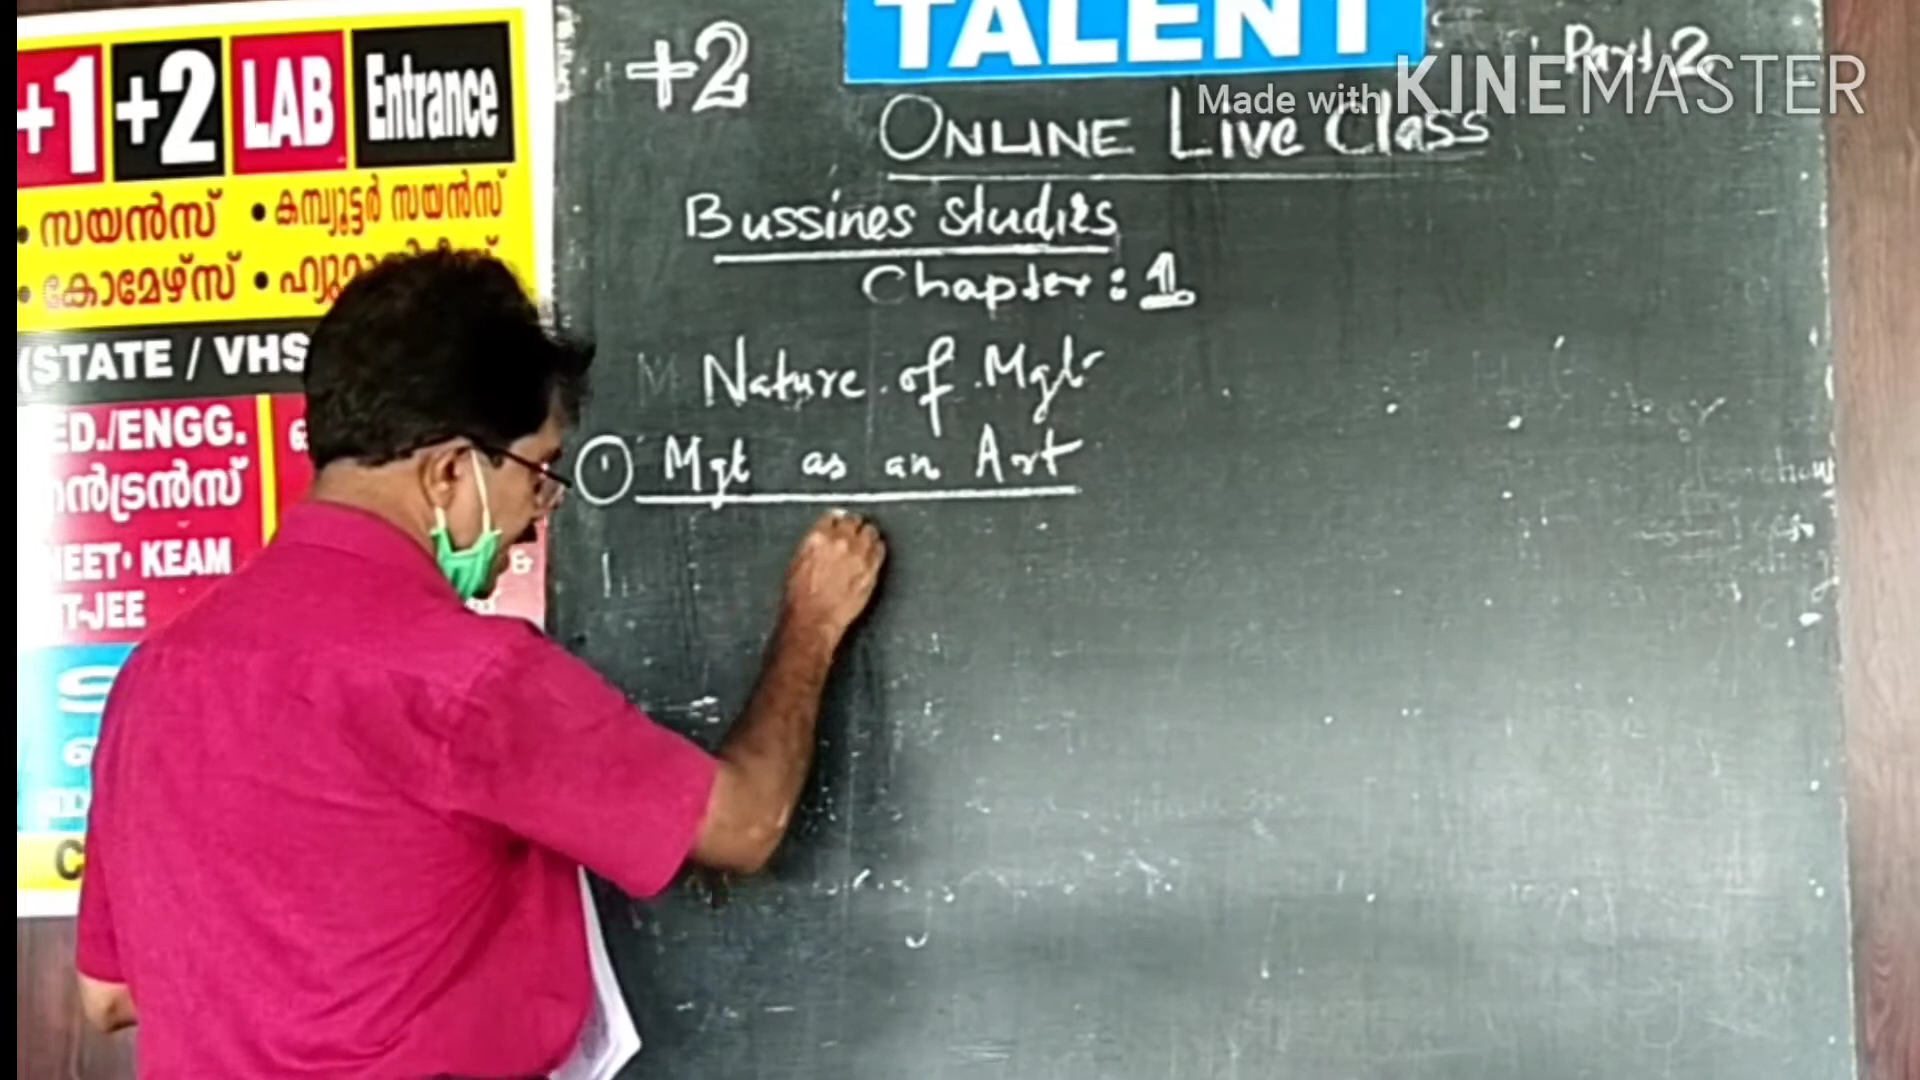 TALENT
+2
Part 2
Made with KINEMASTER
ONLINE Live Class
Bussines studies
Chapter : 1
Nature of Mgt
① Mgt as an Art
+1 +2 LAB Entrance
• സയൻസ് • കമ്പ്യൂട്ടർ സയൻസ്
• കോമേഴ്‌സ് •
(STATE / VHS
ED./ENGG.
ൻട്രൻസ്
KEAM
T-JEE
&